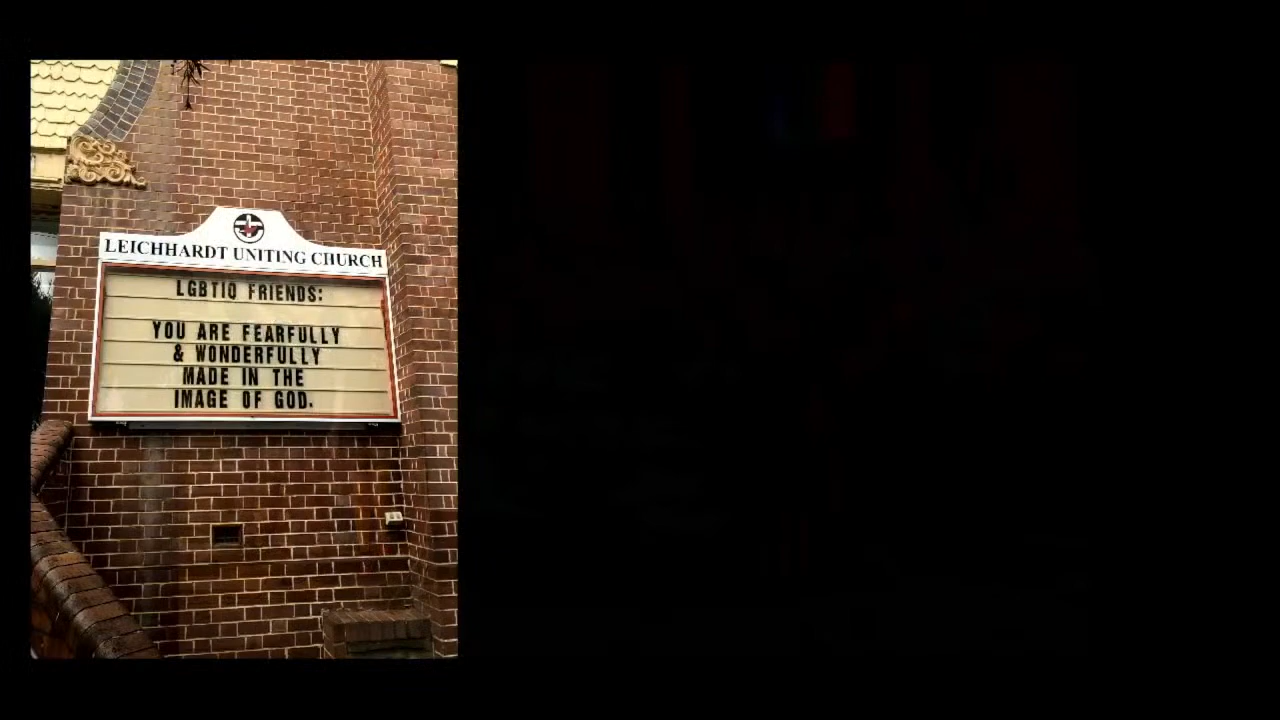 LEICHHARDT UNITING CHURCH
LGBTIQ FRIENDS:
YOU ARE FEARFULLY
& WONDERFULLY
MADE IN THE
IMAGE OF GOD.